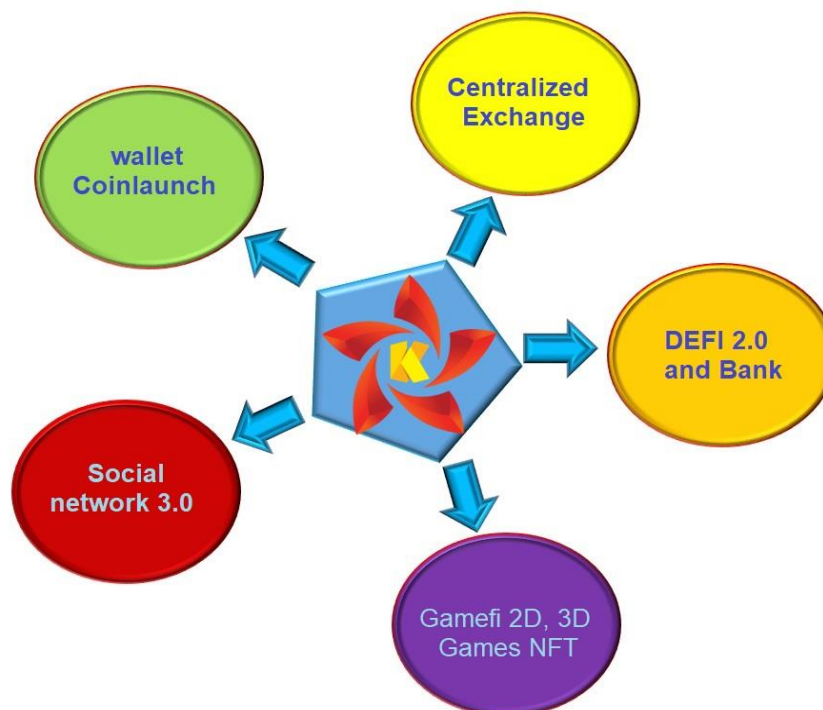 Centralized
Exchange
wallet
Coinlaunch
DEFI 2.0
and Bank
K
Social
network 3.0
Gamefi 2D, 3D
Games NFT